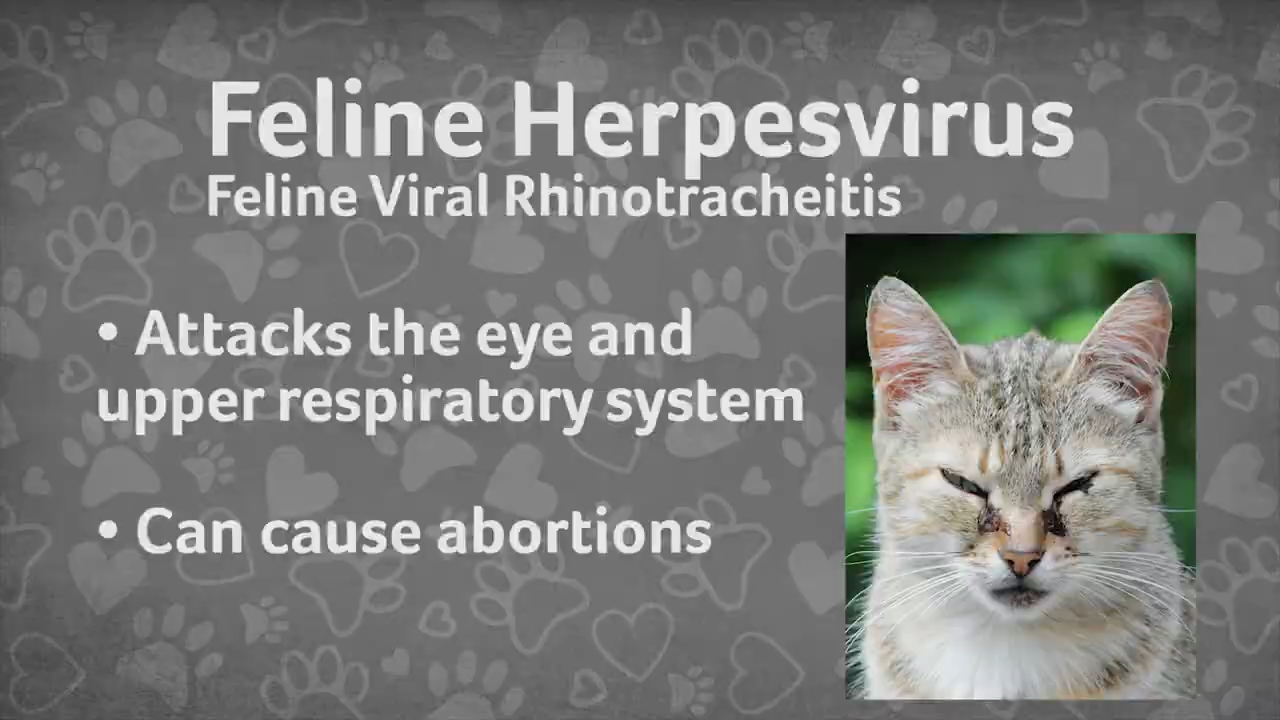 Feline Herpesvirus
Feline Viral Rhinotracheitis
• Attacks the eye and
upper respiratory system
• Can cause abortions